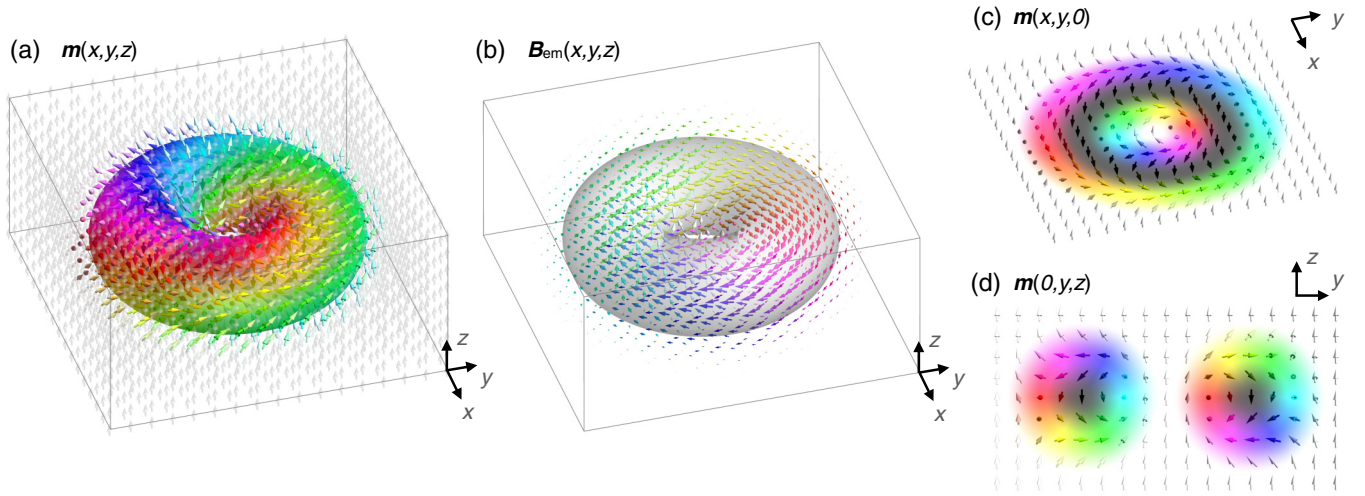 (a) m(x,y,z)
z
y
x
(b) Bem(x,y,z)
z
y
x
(c) m(x,y,0)
y
x
(d) m(0,y,z)
z
y